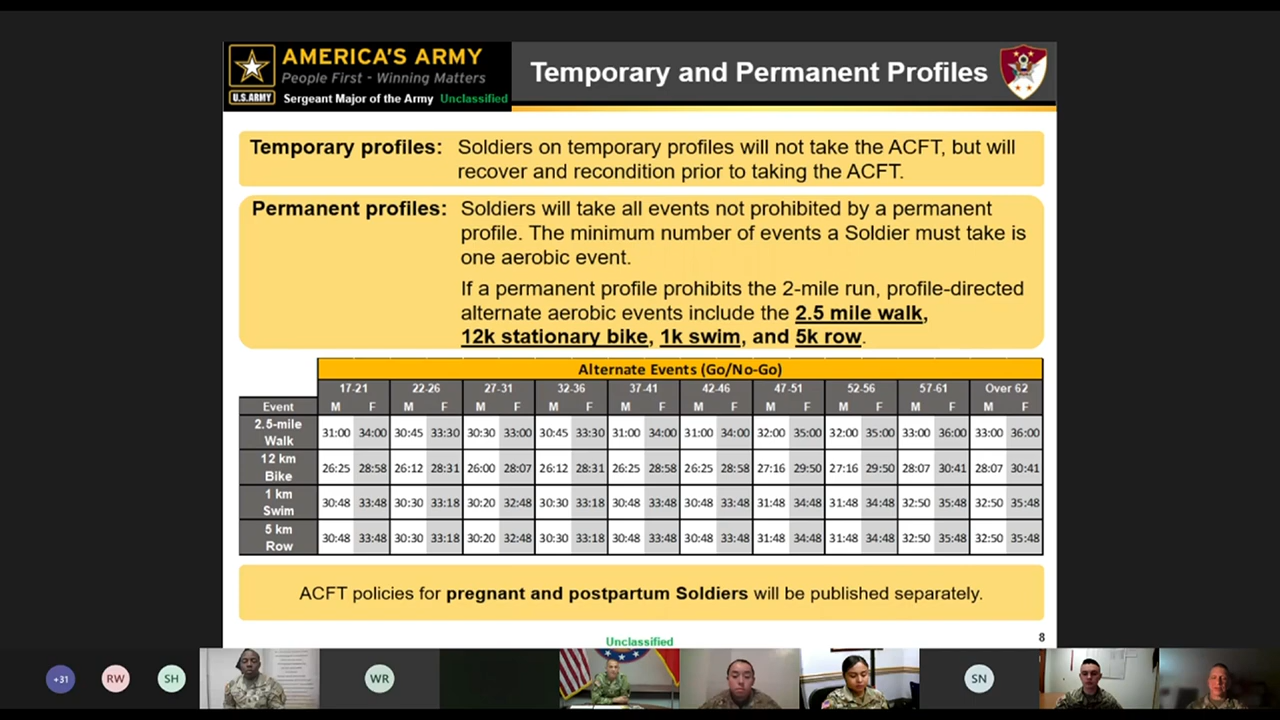 AMERICA'S ARMY
People First - Winning Matters
U.S.ARMY
Sergeant Major of the Army Unclassified
Temporary and Permanent Profiles
Temporary profiles: Soldiers on temporary profiles will not take the ACFT, but will
recover and recondition prior to taking the ACFT.
Permanent profiles: Soldiers will take all events not prohibited by a permanent
profile. The minimum number of events a Soldier must take is
one aerobic event.
If a permanent profile prohibits the 2-mile run, profile-directed
alternate aerobic events include the 2.5 mile walk,
12k stationary bike, 1k swim, and 5k row.
Alternate Events (Go/No-Go)
17-21 22-26 27-31 32-36 37-41 42-46 47-51 52-56 57-61 Over 62
Event M F M F M F M F M F M F M F M F M F M F
2.5-mile
Walk 31:00 34:00 30:45 33:30 30:30 33:00 30:45 33:30 31:00 34:00 31:00 34:00 32:00 35:00 32:00 35:00 33:00 36:00 33:00 36:00
12 km
Bike 26:25 28:58 26:12 28:31 26:00 28:07 26:12 28:31 26:25 28:58 26:25 28:58 27:16 29:50 27:16 29:50 28:07 30:41 28:07 30:41
1 km
Swim 30:48 33:48 30:30 33:18 30:20 32:48 30:30 33:18 30:48 33:48 30:48 33:48 31:48 34:48 31:48 34:48 32:50 35:48 32:50 35:48
5 km
Row 30:48 33:48 30:30 33:18 30:20 32:48 30:30 33:18 30:48 33:48 30:48 33:48 31:48 34:48 31:48 34:48 32:50 35:48 32:50 35:48
ACFT policies for pregnant and postpartum Soldiers will be published separately.
Unclassified
8
+31 RW SH WR SN